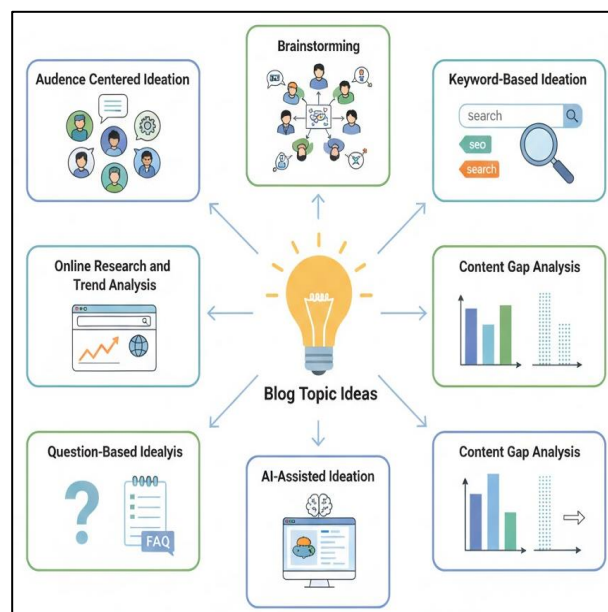 Brainstorming
Audence Centered Ideation
Keyword-Based Ideation
search
seo
search
Online Research and
Trend Analysis
Content Gap Analysis
Blog Topic Ideas
Question-Based Idealyis
?
FAQ
AI-Assisted Ideation
Content Gap Analysis